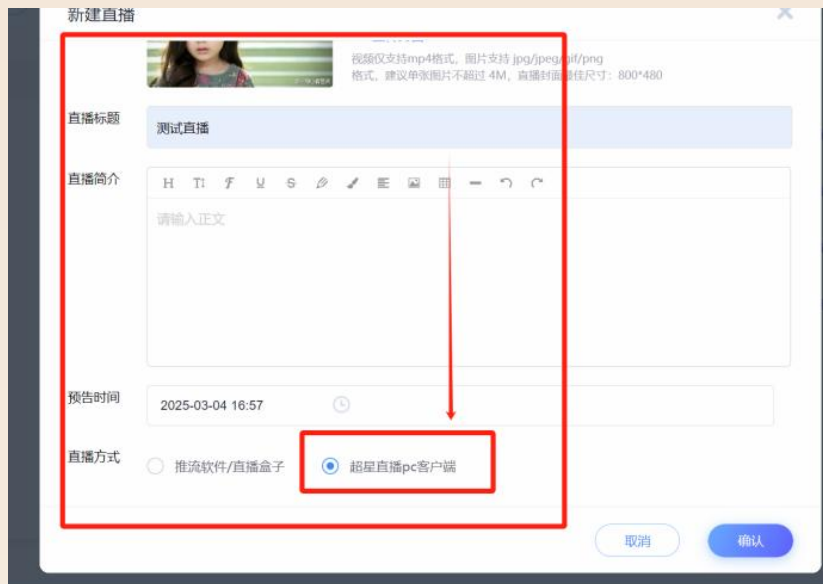 新建直播
视频仅支持mp4格式，图片支持 jpg/jpeg/gif/png
格式，建议单张图片不超过 4M，直播封面最佳尺寸：800*480
直播标题
测试直播
直播简介
请输入正文
预告时间
2025-03-04 16:57
直播方式
推流软件/直播盒子
超星直播pc客户端
取消
确认